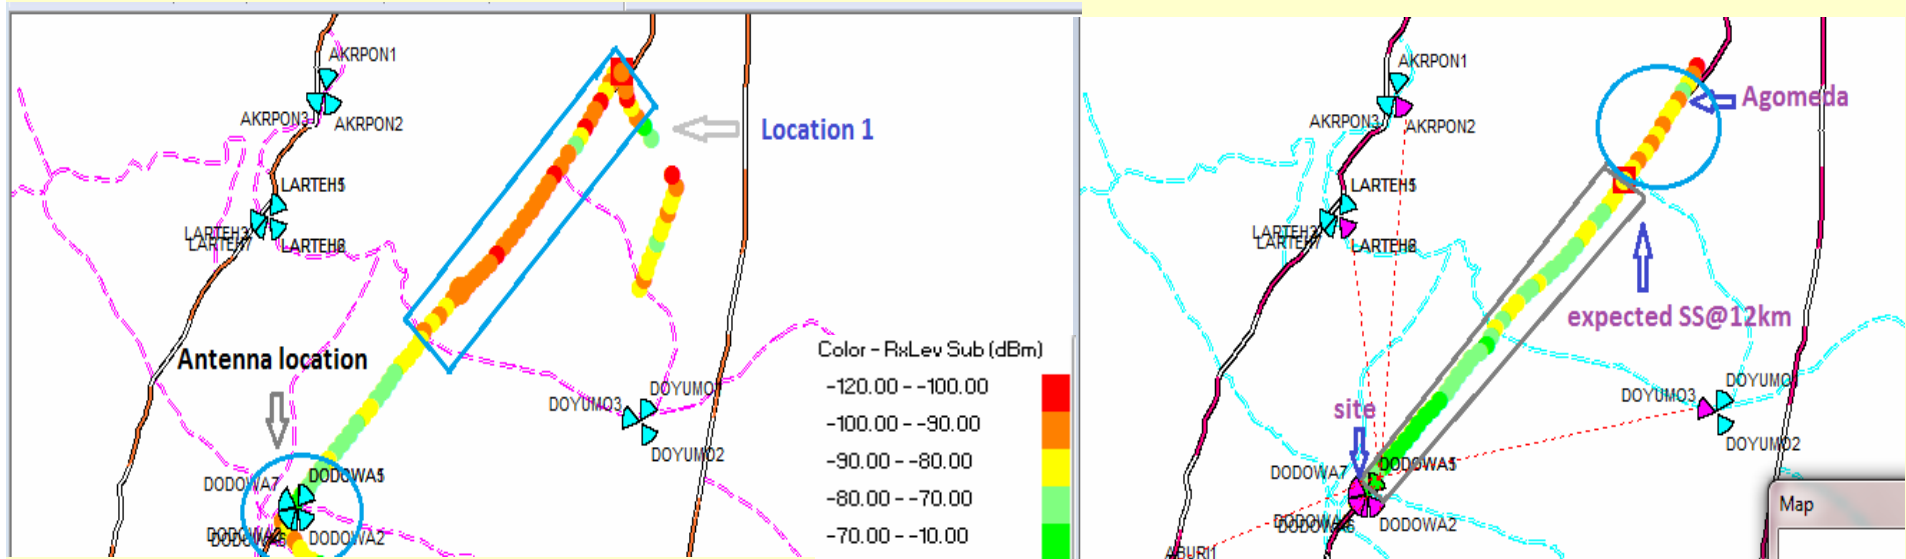 AKRPON1
AKRPON3
AKRPON2
LARTEH5
LARTEH3
LARTEH7
LARTEH8
Location 1
Antenna location
Color - RxLev Sub (dBm)
-120.00 - -100.00
-100.00 - -90.00
-90.00 - -80.00
-80.00 - -70.00
-70.00 - -10.00
DOYUMO3
DOYUMO2
DODOWA7
DODOWA5
DODOWA2
AKRPON1
AKRPON3
AKRPON2
Agomeda
LARTEH5
LARTEH3
LARTEH7
LARTEH8
expected SS@12km
DOYUMO3
DOYUMO2
site
DODOWA7
DODOWA5
DODOWA2
ABURI1
Map